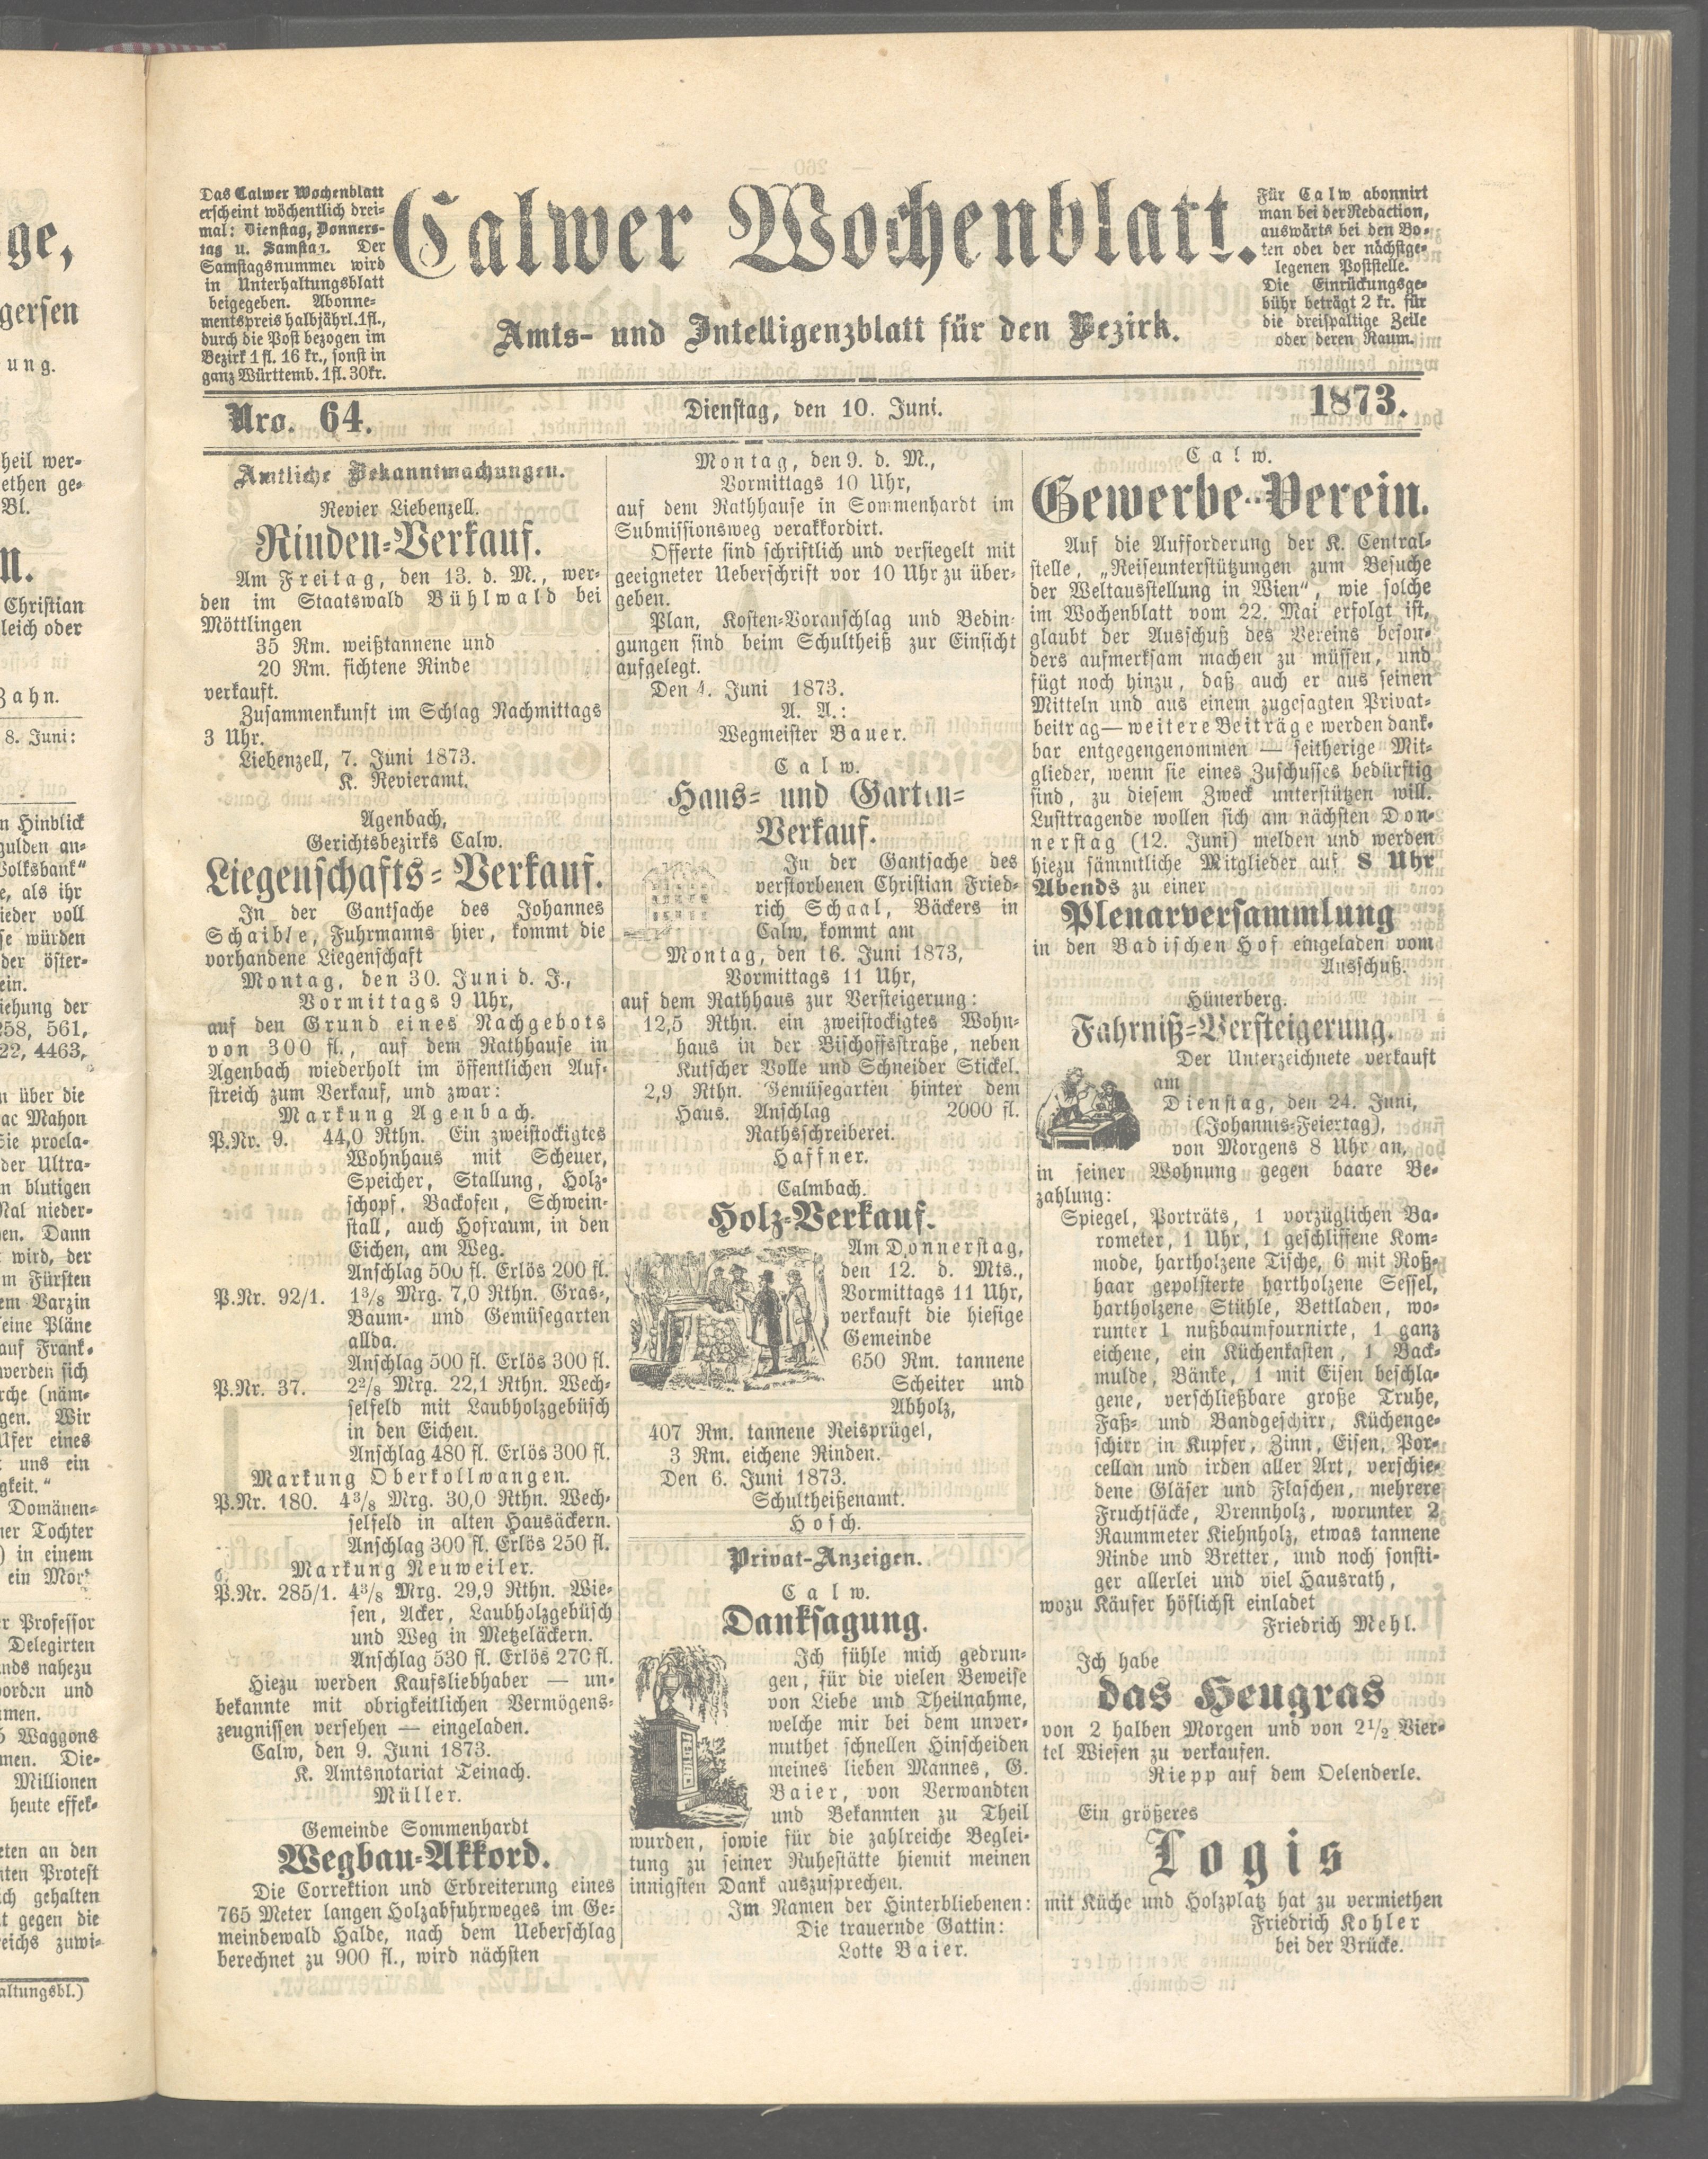 Das Calwer Wochenblatt
erscheint wöchentlich drei-
mal: Dienstag, Donners-
tag u. Samstag. Der
Samstagsnummer wird
in Unterhaltungsblatt
beigegeben. Abonne-
mentspreis halbjährl. 1 fl.,
durch die Post bezogen im
Bezirk 1 fl. 16 kr., sonst in
ganz Württemb. 1 fl. 30 kr.
Calwer Wochenblatt.
Amts- und Intelligenzblatt für den Bezirk.
Für Calw abonnirt
man bei der Redaction,
auswärts bei den Bo-
ten oder der nächstge-
legenen Poststelle.
Die Einrückungsge-
bühr beträgt 2 kr. für
die dreispaltige Zeile
oder deren Raum.
Nro. 64.
Dienstag, den 10. Juni.
1873.
Amtliche Bekanntmachungen.
Revier Liebenzell.
Rinden-Verkauf.
Am Freitag, den 13. d. M., wer-
den im Staatswald Bühlwald bei
Möttlingen
35 Rm. weißtannene und
20 Rm. fichtene Rinde
verkauft.
Zusammenkunft im Schlag Nachmittags
3 Uhr.
Liebenzell, 7. Juni 1873.
K. Revieramt.
Agenbach,
Gerichtsbezirks Calw.
Liegenschafts-Verkauf.
In der Gantsache des Johannes
Schaible, Fuhrmanns hier, kommt die
vorhandene Liegenschaft
Montag, den 30. Juni d. J.,
Vormittags 9 Uhr,
auf den Grund eines Nachgebots
von 300 fl., auf dem Rathhause in
Agenbach wiederholt im öffentlichen Auf-
streich zum Verkauf, und zwar:
Markung Agenbach.
P.Nr. 9. 44,0 Rthn. Ein zweistockigtes
Wohnhaus mit Scheuer,
Speicher, Stallung, Holz-
schopf, Backofen, Schwein-
stall, auch Hofraum, in den
Eichen, am Weg.
Anschlag 500 fl. Erlös 200 fl.
P.Nr. 92/1. 1 3/8 Mrg. 7,0 Rthn. Gras-,
Baum- und Gemüsegarten
allda.
Anschlag 500 fl. Erlös 300 fl.
P.Nr. 37. 2 2/8 Mrg. 22,1 Rthn. Wech-
selfeld mit Laubholzgebüsch
in den Eichen.
Anschlag 480 fl. Erlös 300 fl.
Markung Oberkollwangen.
P.Nr. 180. 4 3/8 Mrg. 30,0 Rthn. Wech-
selfeld in alten Hausäckern.
Anschlag 300 fl. Erlös 250 fl.
Markung Neuweiler.
P.Nr. 285/1. 4 3/8 Mrg. 29,9 Rthn. Wie-
sen, Acker, Laubholzgebüsch
und Weg in Metzeläckern.
Anschlag 530 fl. Erlös 270 fl.
Hiezu werden Kaufsliebhaber — un-
bekannte mit obrigkeitlichen Vermögens-
zeugnissen versehen — eingeladen.
Calw, den 9. Juni 1873.
K. Amtsnotariat Teinach.
Müller.
Gemeinde Sommenhardt
Wegbau-Akkord.
Die Correktion und Erbreiterung eines
765 Meter langen Holzabfuhrweges im Ge-
meindewald Halde, nach dem Ueberschlag
berechnet zu 900 fl., wird nächsten
Montag, den 9. d. M.,
Vormittags 10 Uhr,
auf dem Rathhause in Sommenhardt im
Submissionsweg verakkordirt.
Offerte sind schriftlich und versiegelt mit
geeigneter Ueberschrift vor 10 Uhr zu über-
geben.
Plan, Kosten-Voranschlag und Bedin-
gungen sind beim Schultheiß zur Einsicht
aufgelegt.
Den 4. Juni 1873.
A. A.:
Wegmeister Bauer.
Calw.
Haus- und Garten-
Verkauf.
In der Gantsache des
verstorbenen Christian Fried-
rich Schaal, Bäckers in
Calw, kommt am
Montag, den 16. Juni 1873,
Vormittags 11 Uhr,
auf dem Rathhaus zur Versteigerung:
12,5 Rthn. ein zweistockigtes Wohn-
haus in der Bischoffsstraße, neben
Kutscher Volle und Schneider Stickel.
2,9 Rthn. Gemüsegarten hinter dem
Haus. Anschlag 2000 fl.
Rathsschreiberei.
Haffner.
Calmbach.
Holz-Verkauf.
Am Donnerstag,
den 12. d. Mts.,
Vormittags 11 Uhr,
verkauft die hiesige
Gemeinde
650 Rm. tannene
Scheiter und
Abholz,
407 Rm. tannene Reisprügel,
3 Rm. eichene Rinden.
Den 6. Juni 1873.
Schultheißenamt.
Hosch.
Privat-Anzeigen.
Calw.
Danksagung.
Ich fühle mich gedrun-
gen, für die vielen Beweise
von Liebe und Theilnahme,
welche mir bei dem unver-
muthet schnellen Hinscheiden
meines lieben Mannes, G.
Baier, von Verwandten
und Bekannten zu Theil
wurden, sowie für die zahlreiche Beglei-
tung zu seiner Ruhestätte hiemit meinen
innigsten Dank auszusprechen.
Im Namen der Hinterbliebenen:
Die trauernde Gattin:
Lotte Baier.
Calw.
Gewerbe-Verein.
Auf die Aufforderung der K. Central-
stelle, „Reiseunterstützungen zum Besuche
der Weltausstellung in Wien“, wie solche
im Wochenblatt vom 22. Mai erfolgt ist,
glaubt der Ausschuß des Vereins beson-
ders aufmerksam machen zu müssen, und
fügt noch hinzu, daß auch er aus seinen
Mitteln und aus einem zugesagten Privat-
beitrag — weitere Beiträge werden dank-
bar entgegengenommen — seitherige Mit-
glieder, wenn sie eines Zuschusses bedürftig
sind, zu diesem Zweck unterstützen will.
Lusttragende wollen sich am nächsten Don-
nerstag (12. Juni) melden und werden
hiezu sämmtliche Mitglieder auf 8 Uhr
Abends zu einer
Plenarversammlung
in den Badischen Hof eingeladen vom
Ausschuß.
Hünerberg.
Fahrniß-Versteigerung.
Der Unterzeichnete verkauft
am
Dienstag, den 24. Juni,
(Johannis-Feiertag),
von Morgens 8 Uhr an,
in seiner Wohnung gegen baare Be-
zahlung:
Spiegel, Porträts, 1 vorzüglichen Ba-
rometer, 1 Uhr, 1 geschliffene Kom-
mode, hartholzene Tische, 6 mit Roß-
haar gepolsterte hartholzene Sessel,
hartholzene Stühle, Bettladen, wo-
runter 1 nußbaumfournirte, 1 ganz
eichene, ein Küchenkasten, 1 Back-
mulde, Bänke, 1 mit Eisen beschla-
gene, verschließbare große Truhe,
Faß- und Bandgeschirr, Küchenge-
schirr in Kupfer, Zinn, Eisen, Por-
cellan und irden aller Art, verschie-
dene Gläser und Flaschen, mehrere
Fruchtsäcke, Brennholz, worunter 2
Raummeter Kiehnholz, etwas tannene
Rinde und Bretter, und noch sonsti-
ger allerlei und viel Hausrath,
wozu Käufer höflichst einladet
Friedrich Mehl.
Ich habe
das Heugras
von 2 halben Morgen und von 2 1/2 Vier-
tel Wiesen zu verkaufen.
Riepp auf dem Oelenderle.
Ein größeres
Logis
mit Küche und Holzplatz hat zu vermiethen
Friedrich Kohler
bei der Brücke.